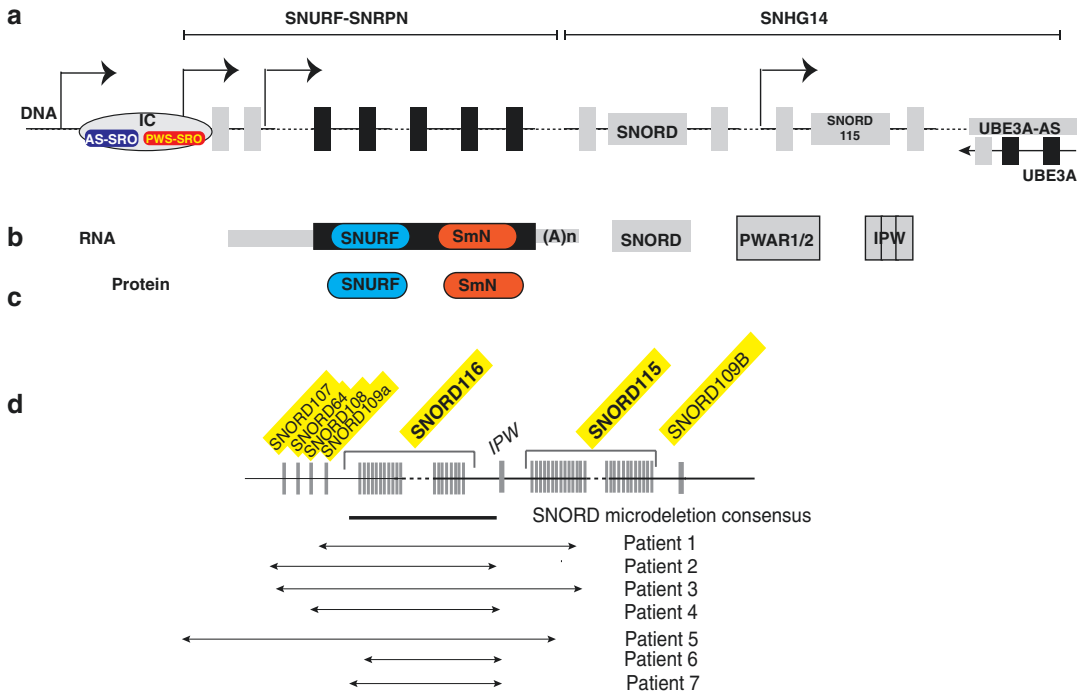 a
SNURF-SNRPN
SNHG14
DNA
IC
AS-SRO
PWS-SRO
SNORD
SNORD
115
UBE3A-AS
UBE3A
b
RNA
SNURF
SmN
(A)n
SNORD
PWAR1/2
IPW
Protein
SNURF
SmN
c
d
SNORD107
SNORD64
SNORD108
SNORD109a
SNORD116
IPW
SNORD115
SNORD109B
SNORD microdeletion consensus
Patient 1
Patient 2
Patient 3
Patient 4
Patient 5
Patient 6
Patient 7